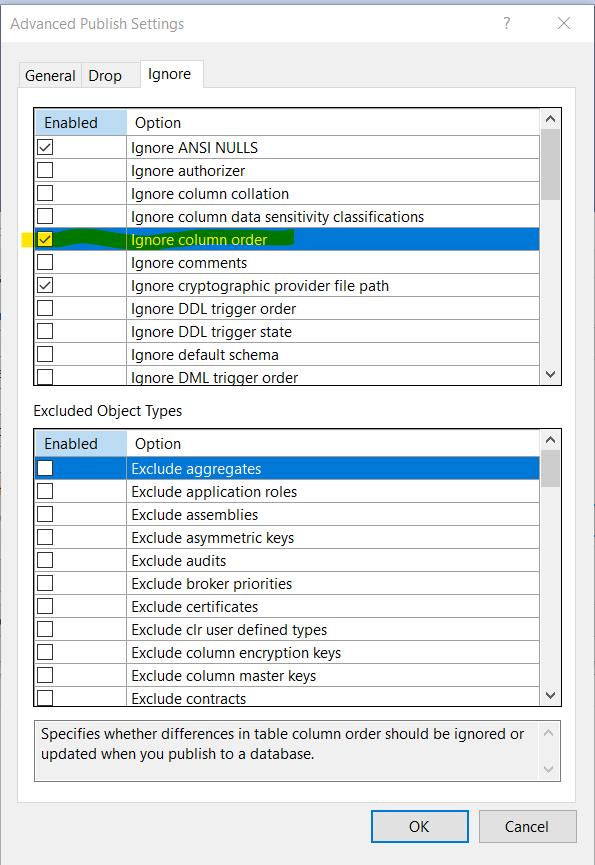 Advanced Publish Settings ?
General Drop Ignore
Enabled Option
Ignore ANSI NULLS
Ignore authorizer
Ignore column collation
Ignore column data sensitivity classifications
Ignore column order
Ignore comments
Ignore cryptographic provider file path
Ignore DDL trigger order
Ignore DDL trigger state
Ignore default schema
Ignore DML trigger order
Excluded Object Types
Enabled Option
Exclude aggregates
Exclude application roles
Exclude assemblies
Exclude asymmetric keys
Exclude audits
Exclude broker priorities
Exclude certificates
Exclude clr user defined types
Exclude column encryption keys
Exclude column master keys
Exclude contracts
Specifies whether differences in table column order should be ignored or
updated when you publish to a database.
OK Cancel